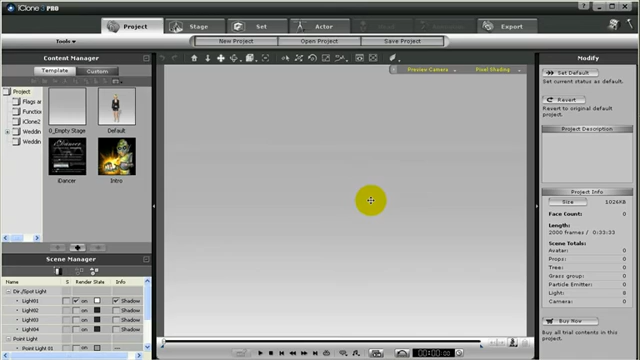 iClone 3 PRO
Project Stage Set Actor Export
Tools New Project Open Project Save Project
Content Manager
Template Custom
Project
Flags ar
Function
iClone2
Weddin
Weddin
0_Empty Stage Default
iDancer Intro
Preview Camera Pixel Shading
Modify
Set Default
Set current status as default.
Revert
Revert to original default project.
Project Description
Project Info
Size 1024KB
Face Count: 0
Length:
2000 frames / 0:33:33
Scene Totals:
Avatar: 0
Props: 0
Tree: 0
Grass group: 0
Particle Emitter: 0
Light: 8
Camera: 0
Buy Now
Buy all trial contents in this project.
Scene Manager
Name S Render State Info
Dir./Spot Light
Light01 on Shadow
Light02 on Shadow
Light03 on Shadow
Light04 on Shadow
Point Light
Point Light 01 on
00:00:00